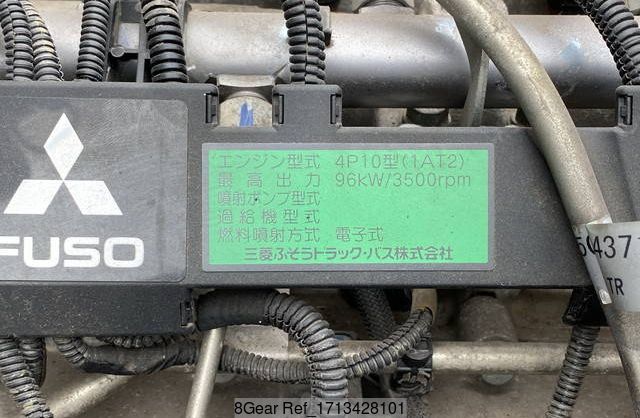 エンジン型式 4P10型(1AT2)
最高出力 96kW/3500rpm
噴射ポンプ型式
過給機型式
燃料噴射方式 電子式
三菱ふそうトラック・バス株式会社
FUSO
TR
8Gear Ref_1713428101